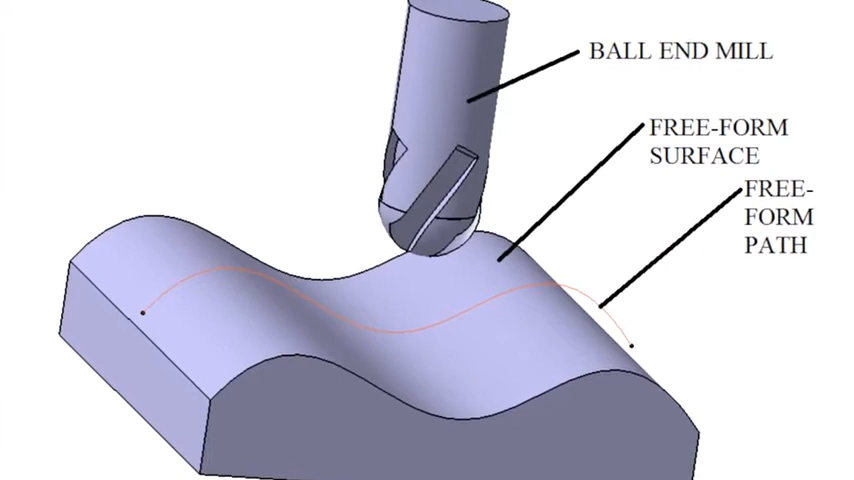 BALL END MILL
FREE-FORM
SURFACE
FREE-
FORM
PATH